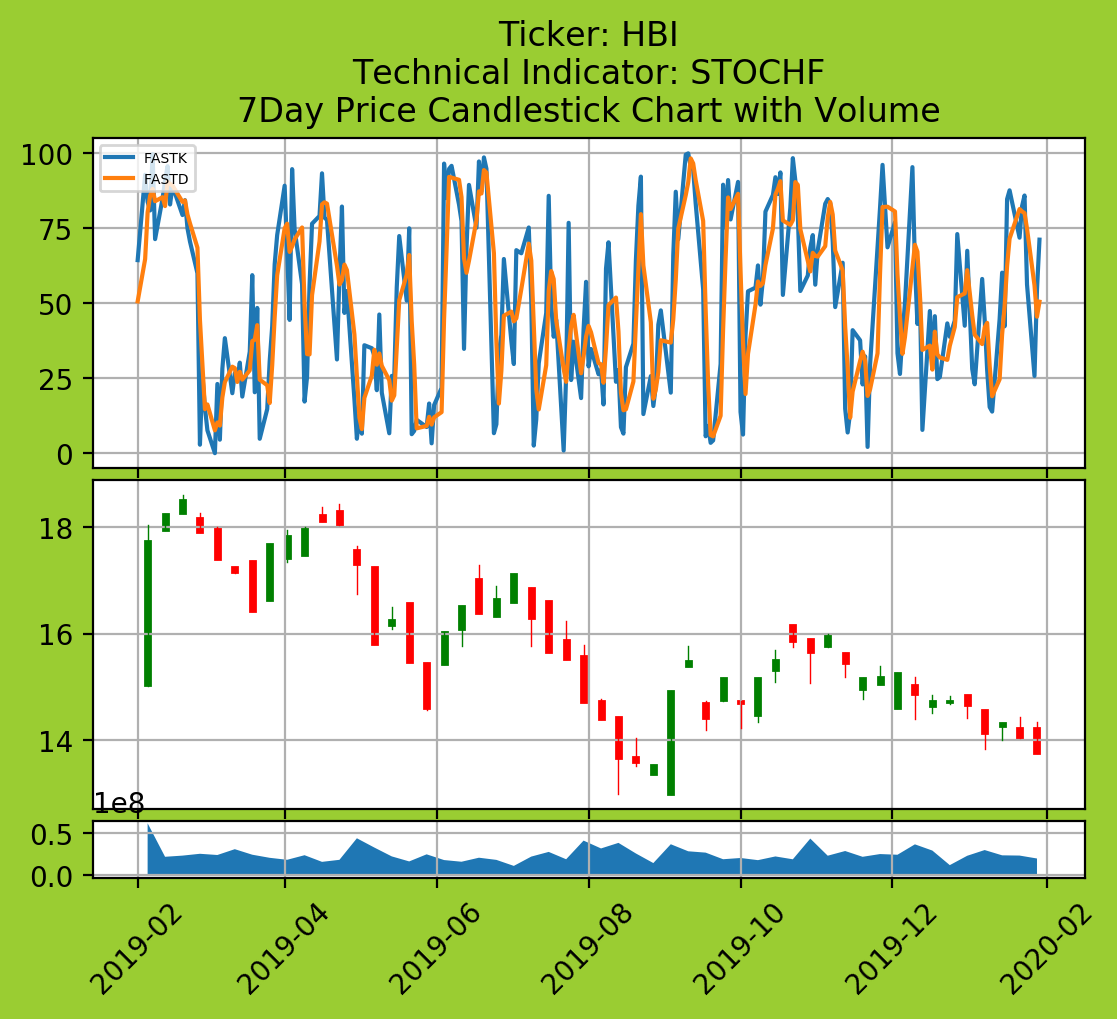 Ticker: HBI
Technical Indicator: STOCHF
7Day Price Candlestick Chart with Volume
100
75
50
25
0
FASTK
FASTD
18
16
14
1e8
0.5
0.0
2019-02
2019-04
2019-06
2019-08
2019-10
2019-12
2020-02